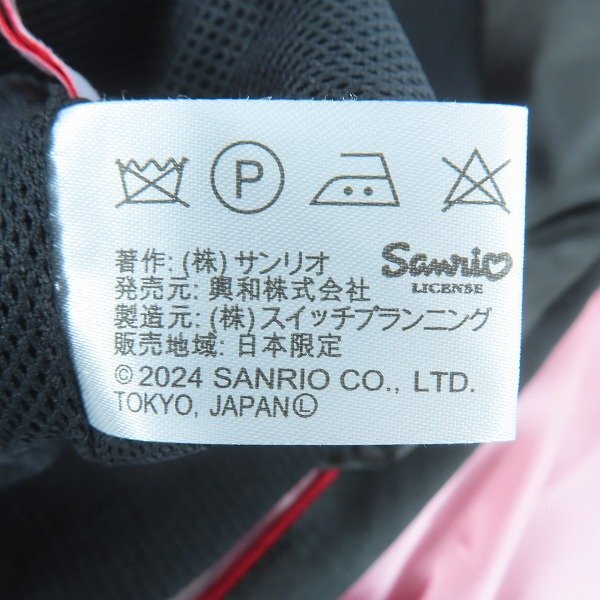 P
著作: (株) サンリオ
Sanrio
LICENSE
発売元: 興和株式会社
製造元: (株) スイッチプランニング
販売地域: 日本限定
©2024 SANRIO CO., LTD.
TOKYO, JAPAN Ⓛ